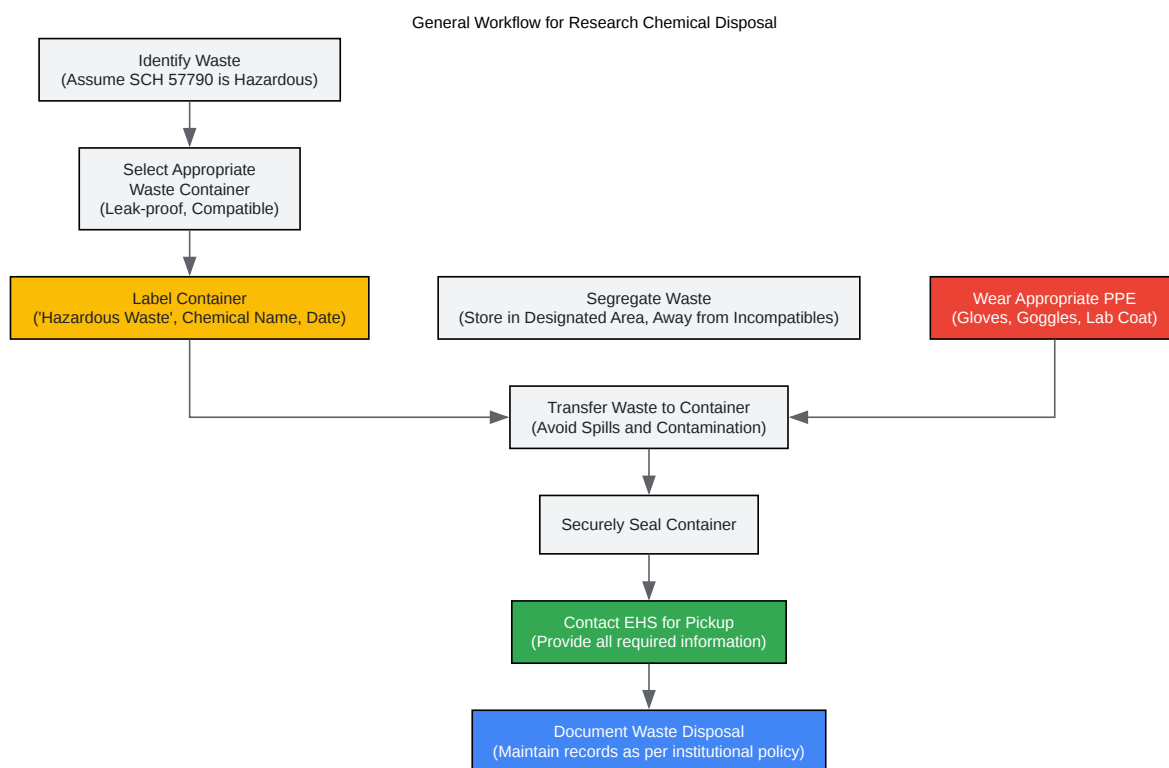 General Workflow for Research Chemical Disposal
Identify Waste
(Assume SCH 57790 is Hazardous)
Select Appropriate
Waste Container
(Leak-proof, Compatible)
Label Container
('Hazardous Waste', Chemical Name, Date)
Segregate Waste
(Store in Designated Area, Away from Incompatibles)
Wear Appropriate PPE
(Gloves, Goggles, Lab Coat)
Transfer Waste to Container
(Avoid Spills and Contamination)
Securely Seal Container
Contact EHS for Pickup
(Provide all required information)
Document Waste Disposal
(Maintain records as per institutional policy)